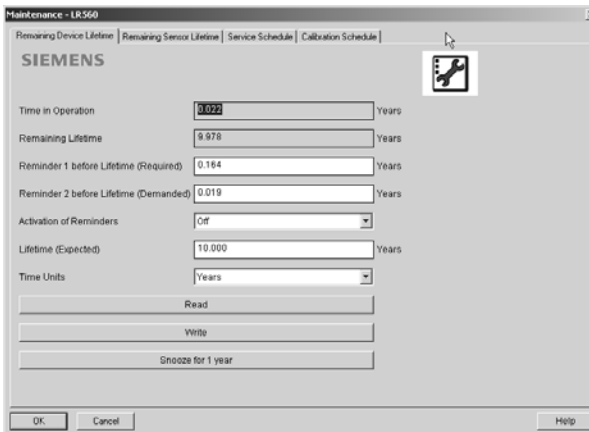 Maintenance - LR560
Remaining Device Lifetime Remaining Sensor Lifetime Service Schedule Calibration Schedule
SIEMENS
Time in Operation 0.022 Years
Remaining Lifetime 9.978 Years
Reminder 1 before Lifetime (Required) 0.164 Years
Reminder 2 before Lifetime (Demanded) 0.019 Years
Activation of Reminders Off
Lifetime (Expected) 10.000 Years
Time Units Years
Read
Write
Snooze for 1 year
OK Cancel Help